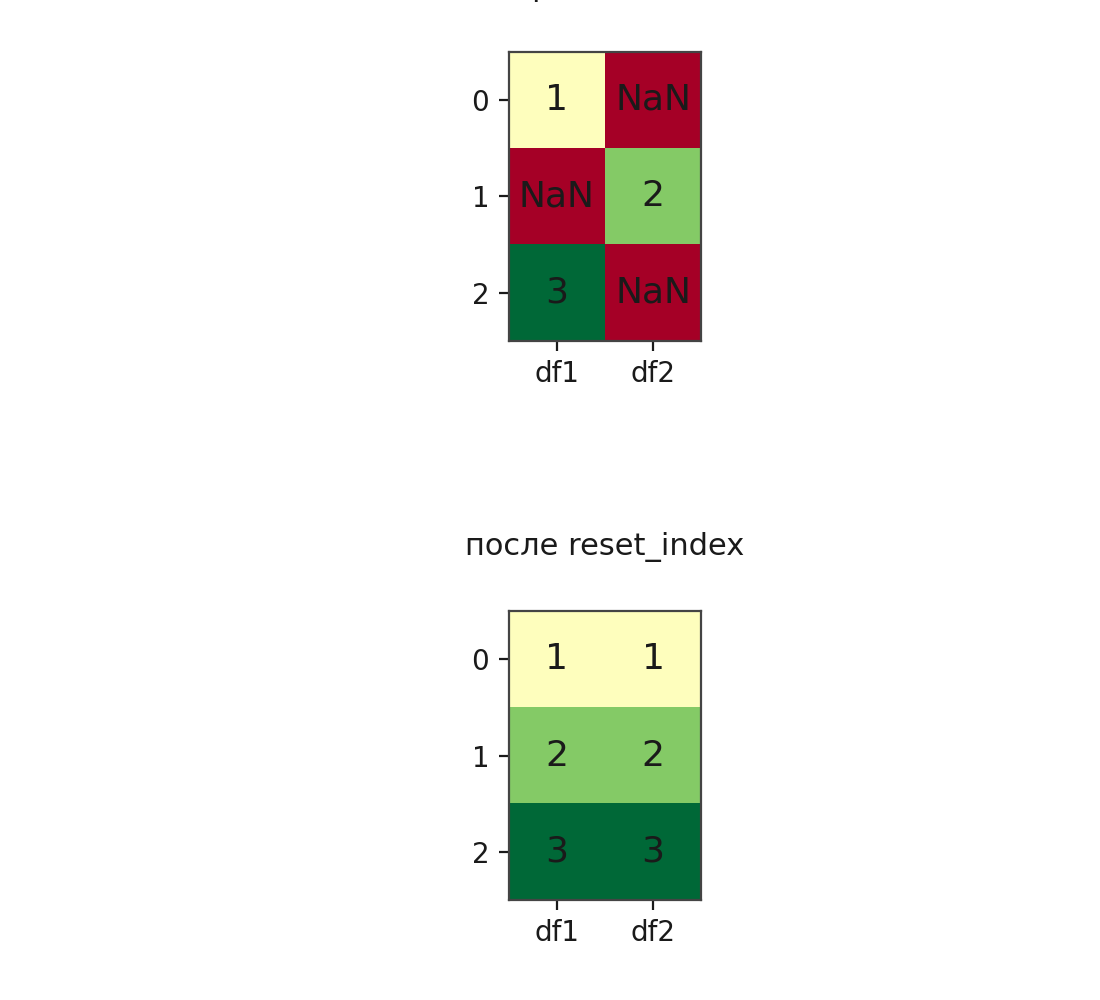 0 1 NaN
1 NaN 2
2 3 NaN
df1 df2
после reset_index
0 1 1
1 2 2
2 3 3
df1 df2